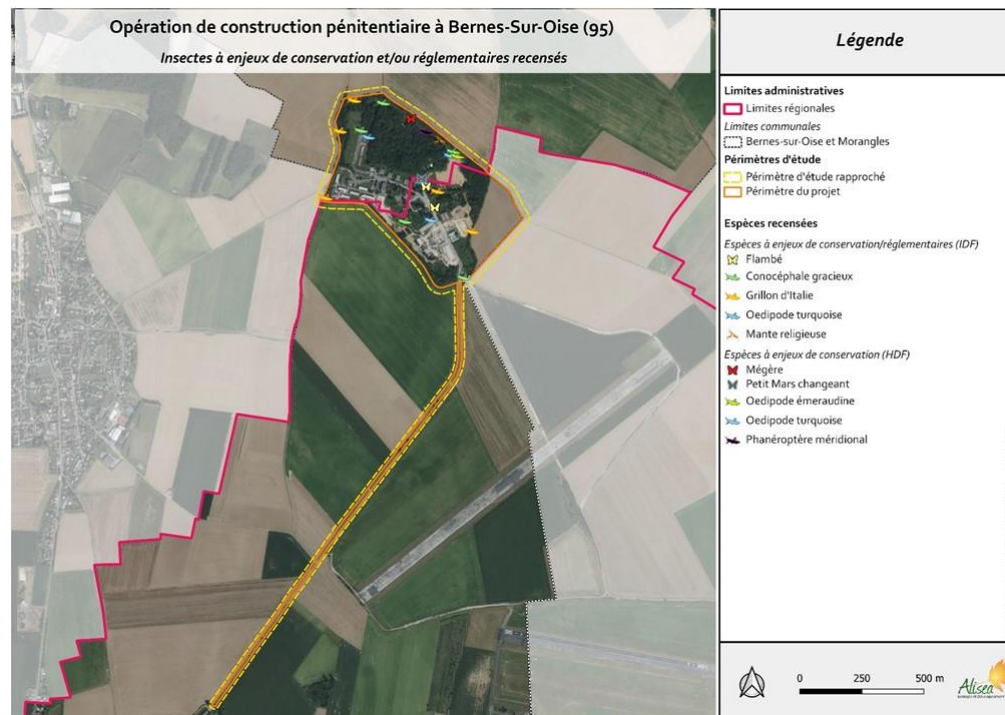 Opération de construction pénitentiaire à Bernes-Sur-Oise (95)
Insectes à enjeux de conservation et/ou réglementaires recensés
Légende
Limites administratives
Limites régionales
Limites communales
Bernes-sur-Oise et Morangles
Périmètres d'étude
Périmètre d'étude rapproché
Périmètre du projet
Espèces recensées
Espèces à enjeux de conservation/réglementaires (IDF)
Flambé
Conocéphale gracieux
Grillon d'Italie
Oedipode turquoise
Mante religieuse
Espèces à enjeux de conservation (HDF)
Mégère
Petit Mars changeant
Oedipode émeraudine
Oedipode turquoise
Phanéroptère méridional
0 250 500 m
Alisea